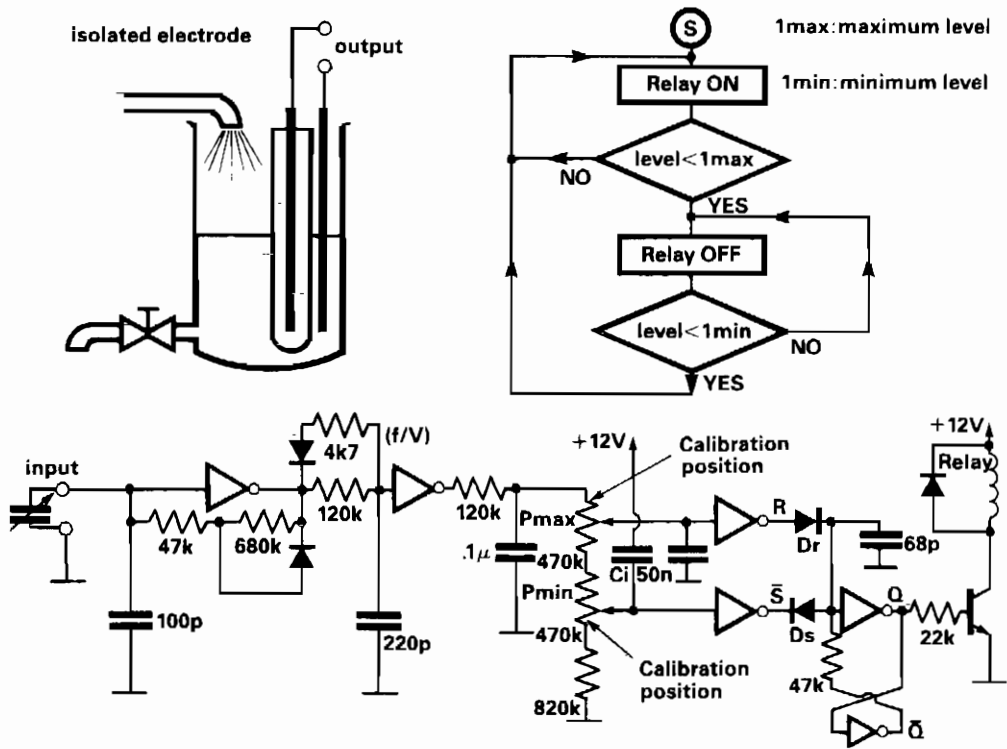 isolated electrode
output
S
1max:maximum level
Relay ON
1min:minimum level
level<1max
NO
YES
Relay OFF
level<1min
NO
YES
input
4k7
(f/V)
120k
47k
680k
100p
220p
120k
.1µ
+12V
Calibration
position
Pmax
470k
Ci
50n
Pmin
470k
820k
Calibration
position
R
Dr
68p
S̅
Ds
Q
22k
47k
Q̅
+12V
Relay